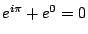 e^{iπ} + e^0 = 0